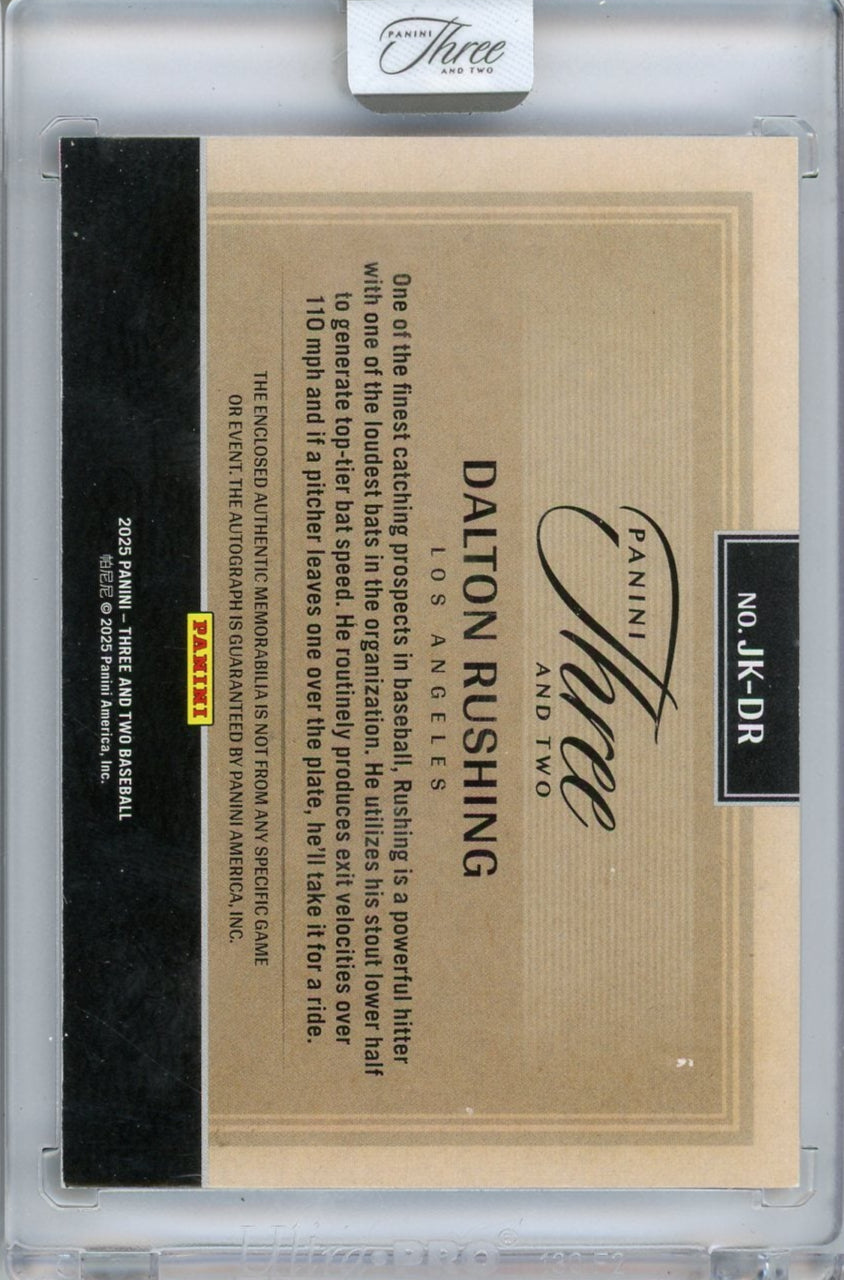 PANINI
Three
AND TWO
NO. JK-DR
PANINI
Three
AND TWO
DALTON RUSHING
LOS ANGELES
One of the finest catching prospects in baseball, Rushing is a powerful hitter
with one of the loudest bats in the organization. He utilizes his stout lower half
to generate top-tier bat speed. He routinely produces exit velocities over
110 mph and if a pitcher leaves one over the plate, he'll take it for a ride.
THE ENCLOSED AUTHENTIC MEMORABILIA IS NOT FROM ANY SPECIFIC GAME
OR EVENT. THE AUTOGRAPH IS GUARANTEED BY PANINI AMERICA, INC.
PANINI
2025 PANINI – THREE AND TWO BASEBALL
帕尼尼 © 2025 Panini America, Inc.
Ultra PRO®